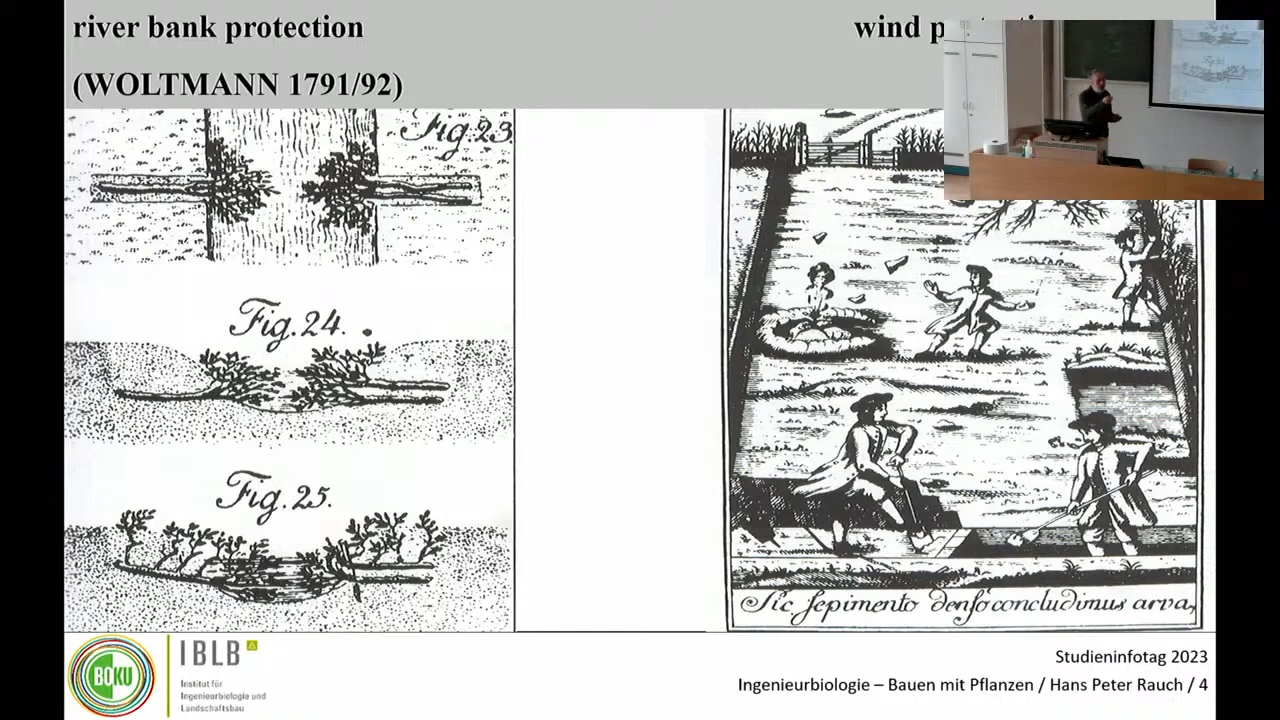 river bank protection
(WOLTMANN 1791/92)
wind
Fig.23
Fig.24.
Fig.25.
Sic sepimento denso concludimus arva,
BOKU
IBLB
Institut für
Ingenieurbiologie und
Landschaftsbau
Studieninfotag 2023
Ingenieurbiologie – Bauen mit Pflanzen / Hans Peter Rauch / 4